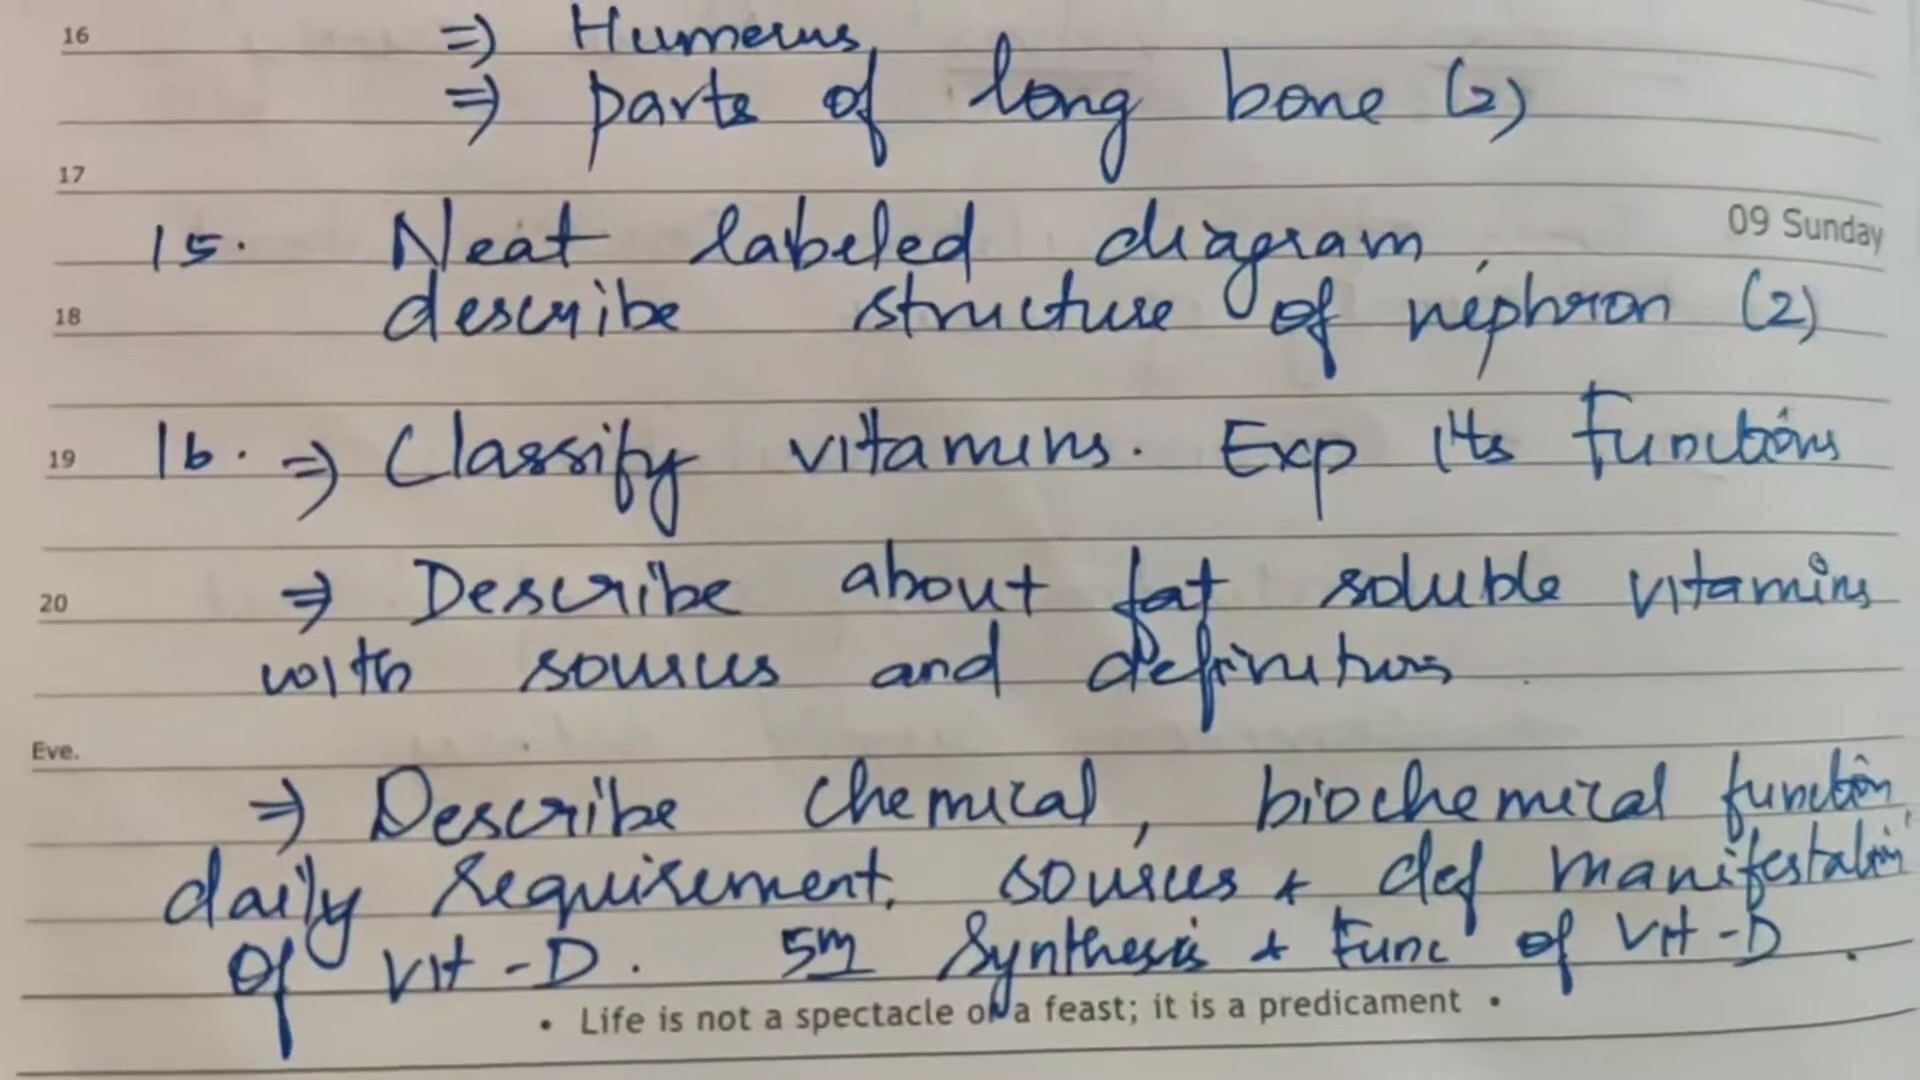 16 => Humerus
=> parts of long bone (2)
17
09 Sunday
15. Neat labeled diagram
18 describe structure of nephron (2)
19 16. => Classify vitamins. Exp its functions
20 => Describe about fat soluble vitamins
with sources and definitions
Eve.
=> Describe chemical, biochemical function,
daily requirement, sources + def manifestation
of Vit-D. 5m Synthesis + Func of Vit-D.
• Life is not a spectacle or a feast; it is a predicament •